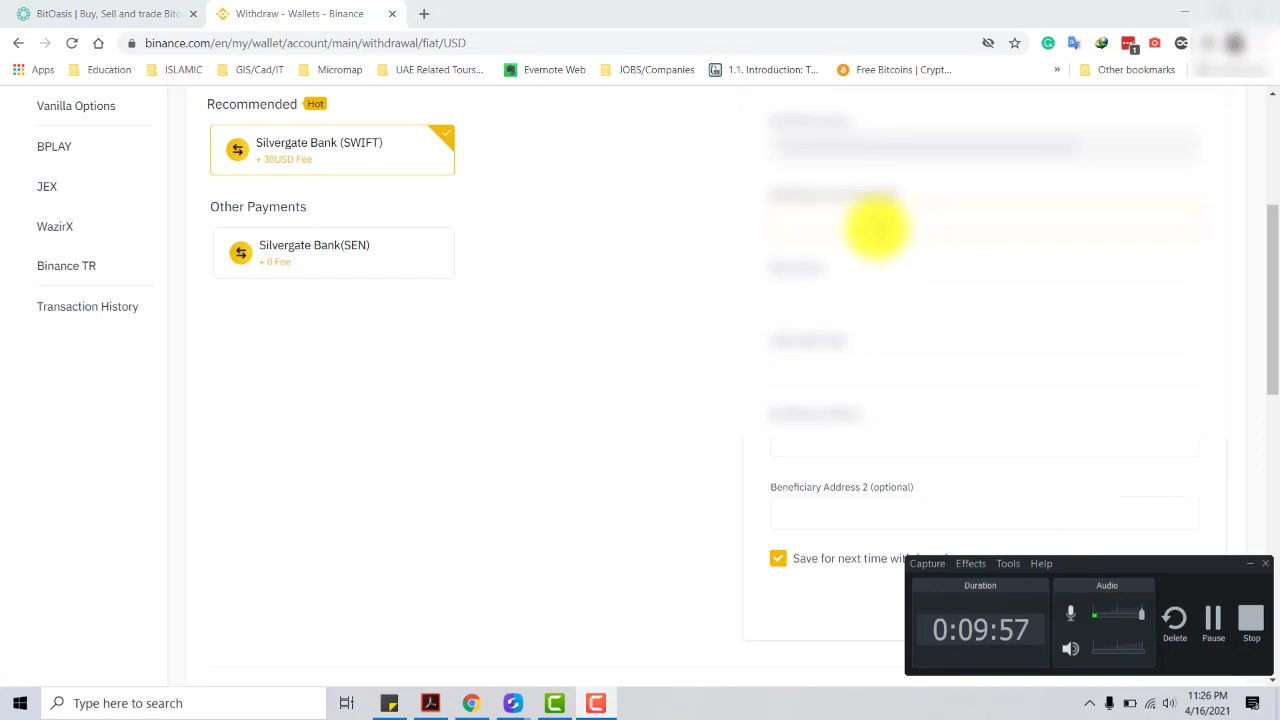 BitOasis | Buy, Sell and trade Bitc
Withdraw - Wallets - Binance
binance.com/en/my/wallet/account/main/withdrawal/fiat/USD
1
Apps
Education
ISLAMIC
GIS/Cad/IT
Micromap
UAE Related Tours...
Evernote Web
JOBS/Companies
1.1. Introduction: T...
Free Bitcoins | Crypt...
»
Other bookmarks
Vanilla Options
BPLAY
JEX
WazirX
Binance TR
Transaction History
Recommended Hot
Silvergate Bank (SWIFT)
+ 30USD Fee
Other Payments
Silvergate Bank(SEN)
+ 0 Fee
Beneficiary Address 2 (optional)
Save for next time
Capture Effects Tools Help
Duration
Audio
0:09:57
Delete
Pause
Stop
Type here to search
11:26 PM
4/16/2021